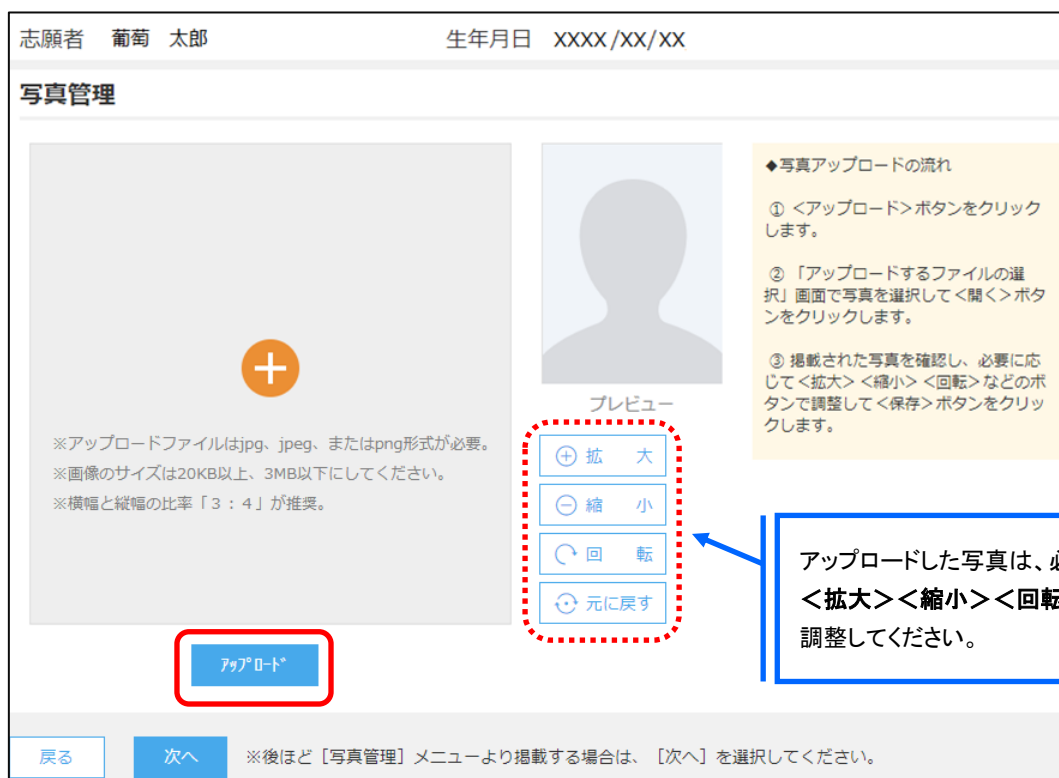 志願者 葡萄 太郎 生年月日 XXXX/XX/XX
写真管理
※アップロードファイルはjpg、jpeg、またはpng形式が必要。
※画像のサイズは20KB以上、3MB以下にしてください。
※横幅と縦幅の比率「3：4」が推奨。
ｱｯﾌﾟﾛｰﾄﾞ
プレビュー
拡 大
縮 小
回 転
元に戻す
◆写真アップロードの流れ
① <アップロード>ボタンをクリック
します。
② 「アップロードするファイルの選
択」画面で写真を選択して<開く>ボタ
ンをクリックします。
③ 掲載された写真を確認し、必要に応
じて<拡大><縮小><回転>などのボ
タンで調整して<保存>ボタンをクリッ
クします。
アップロードした写真は、
＜拡大＞＜縮小＞＜回転
調整してください。
戻る 次へ ※後ほど［写真管理］メニューより掲載する場合は、［次へ］を選択してください。